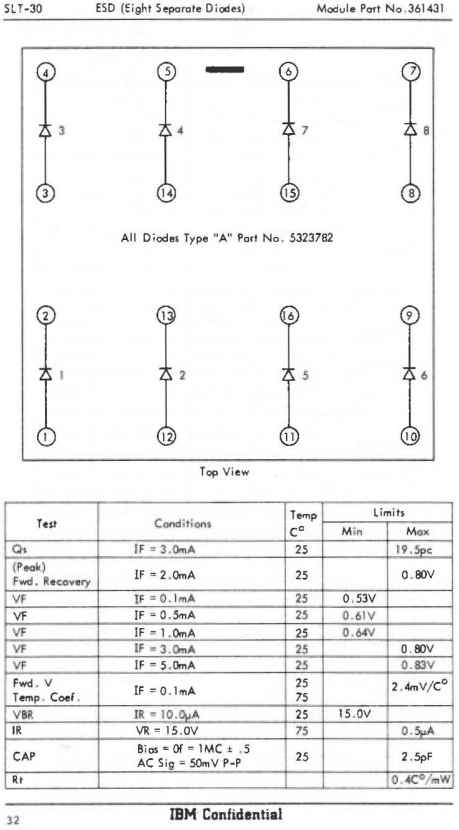 SLT-30 ESD (Eight Separate Diodes) Module Part No.361431
4 5 6 7
3 4 7 8
3 14 15 8
All Diodes Type "A" Part No. 5323782
2 13 16 9
1 2 5 6
1 12 11 10
Top View
Test Conditions Temp C° Limits
Min Max
Qs IF = 3.0mA 25 19.5pc
(Peak)
Fwd. Recovery IF = 2.0mA 25 0.80V
VF IF = 0.1mA 25 0.53V
VF IF = 0.5mA 25 0.61V
VF IF = 1.0mA 25 0.64V
VF IF = 3.0mA 25 0.80V
VF IF = 5.0mA 25 0.83V
Fwd. V 25
Temp. Coef. IF = 0.1mA 75 2.4mV/C°
VBR IR = 10.0µA 25 15.0V
IR VR = 15.0V 75 0.5µA
CAP Bias = 0f = 1MC ± .5
AC Sig = 50mV P-P 25 2.5pF
Rt 0.4C°/mW
32 IBM Confidential